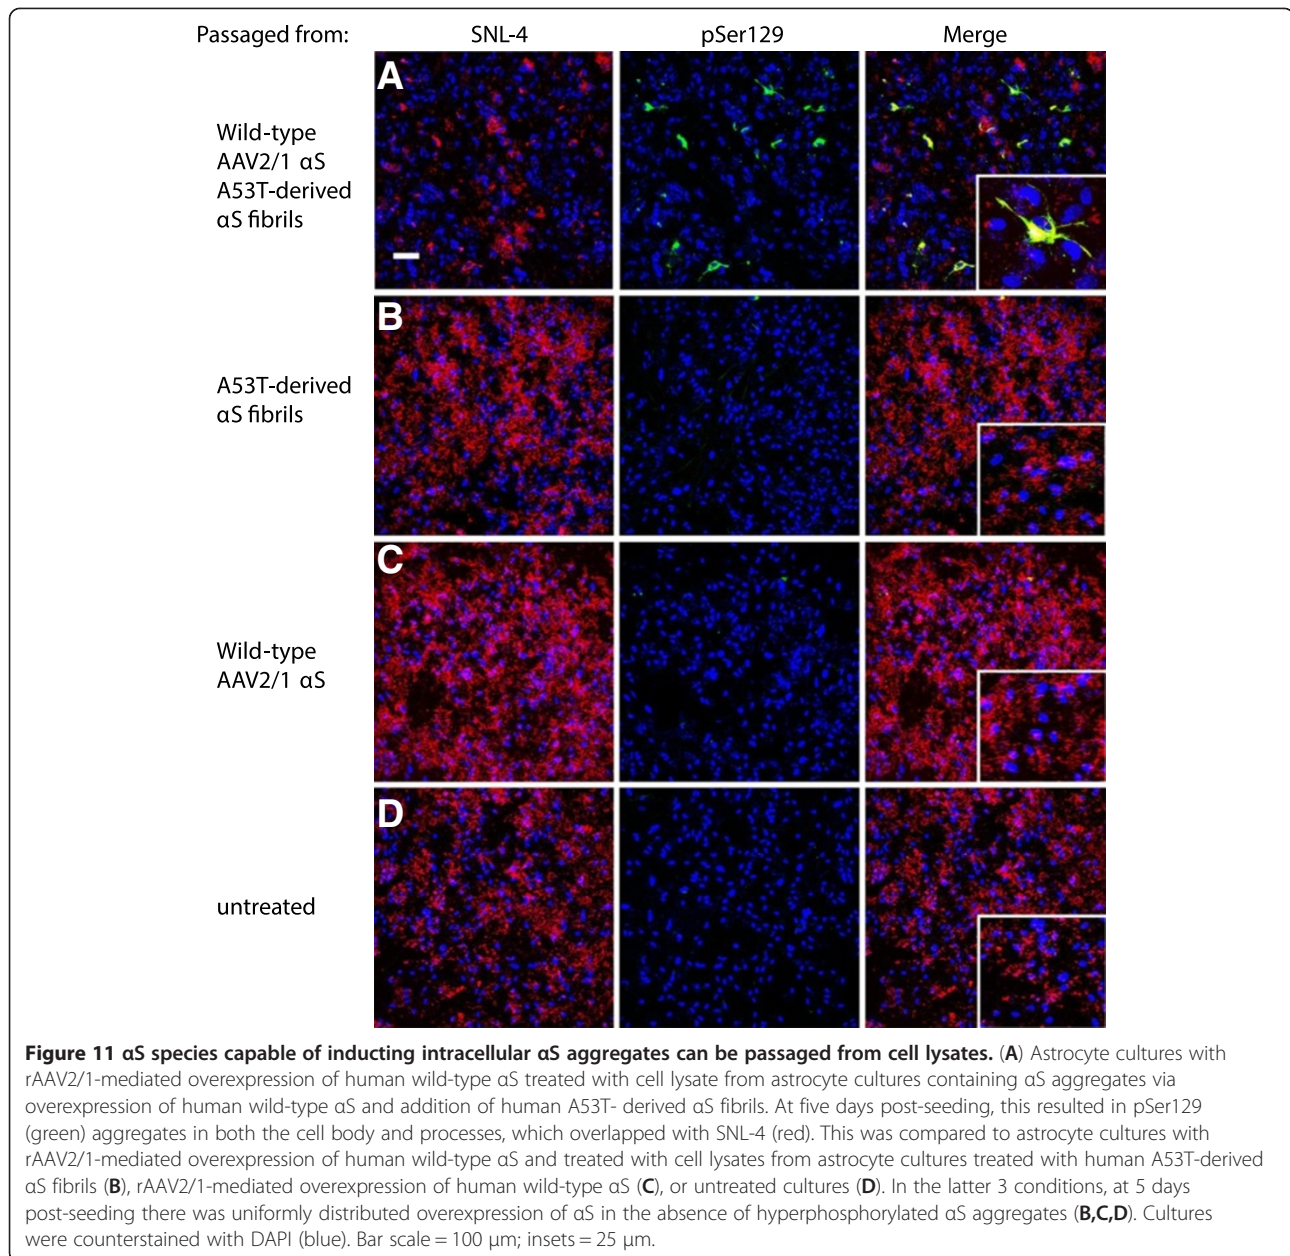 Passaged from: SNL-4 pSer129 Merge
A
Wild-type
AAV2/1 αS
A53T-derived
αS fibrils
B
A53T-derived
αS fibrils
C
Wild-type
AAV2/1 αS
D
untreated
Figure 11 αS species capable of inducting intracellular αS aggregates can be passaged from cell lysates. (A) Astrocyte cultures with
rAAV2/1-mediated overexpression of human wild-type αS treated with cell lysate from astrocyte cultures containing αS aggregates via
overexpression of human wild-type αS and addition of human A53T- derived αS fibrils. At five days post-seeding, this resulted in pSer129
(green) aggregates in both the cell body and processes, which overlapped with SNL-4 (red). This was compared to astrocyte cultures with
rAAV2/1-mediated overexpression of human wild-type αS and treated with cell lysates from astrocyte cultures treated with human A53T-derived
αS fibrils (B), rAAV2/1-mediated overexpression of human wild-type αS (C), or untreated cultures (D). In the latter 3 conditions, at 5 days
post-seeding there was uniformly distributed overexpression of αS in the absence of hyperphosphorylated αS aggregates (B,C,D). Cultures
were counterstained with DAPI (blue). Bar scale = 100 μm; insets = 25 μm.